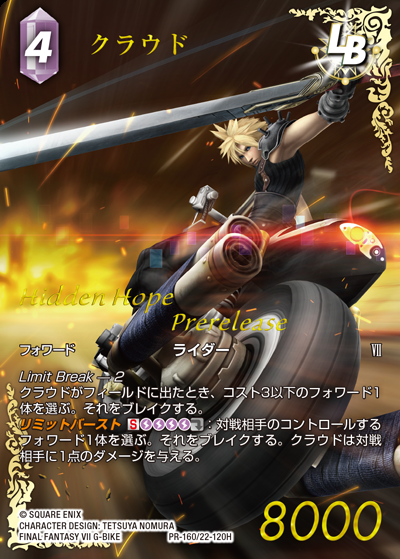 4
クラウド
LB
Hidden Hope
Prerelease
フォワード ライダー VII
Limit Break -- 2
クラウドがフィールドに出たとき、コスト3以下のフォワード1
体を選ぶ。それをブレイクする。
リミットバースト S：対戦相手のコントロールする
フォワード1体を選ぶ。それをブレイクする。クラウドは対戦
相手に1点のダメージを与える。
© SQUARE ENIX
CHARACTER DESIGN: TETSUYA NOMURA
FINAL FANTASY VII G-BIKE
PR-160/22-120H
8000